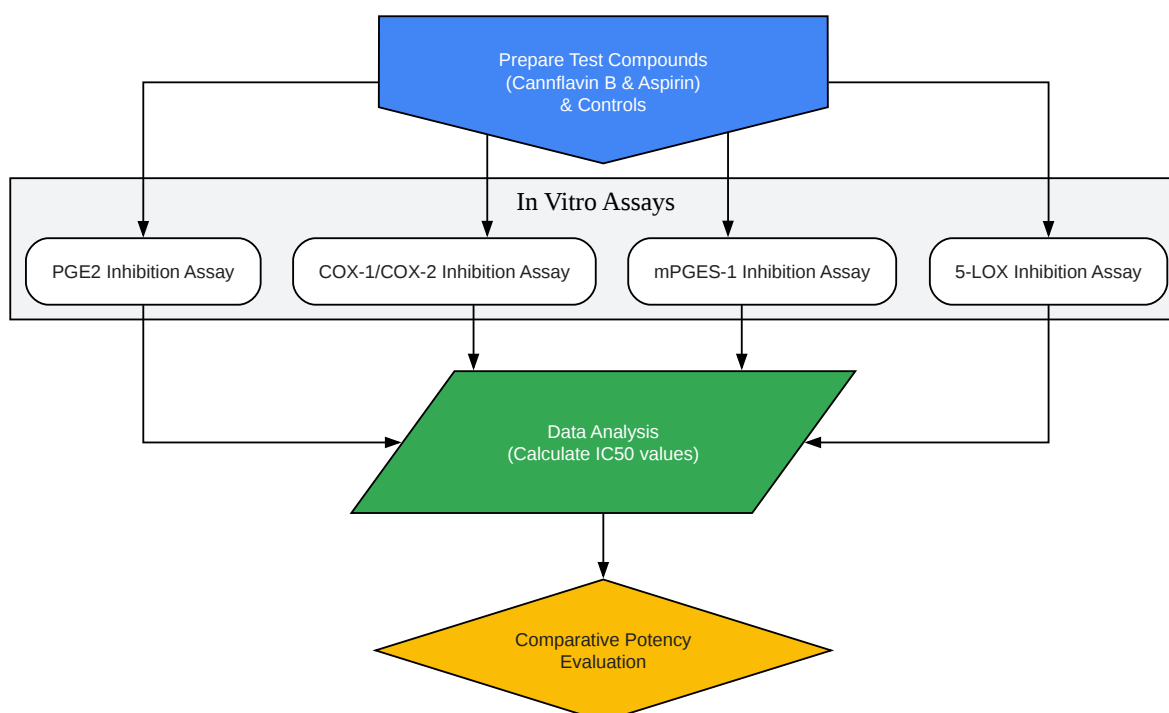 Prepare Test Compounds
(Cannflavin B & Aspirin)
& Controls
In Vitro Assays
PGE2 Inhibition Assay
COX-1/COX-2 Inhibition Assay
mPGES-1 Inhibition Assay
5-LOX Inhibition Assay
Data Analysis
(Calculate IC50 values)
Comparative Potency
Evaluation